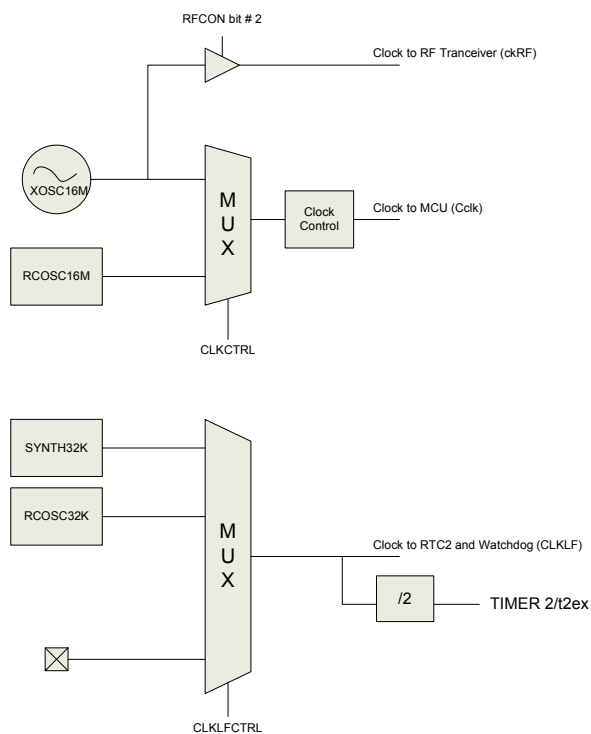 RFCON bit # 2
Clock to RF Tranceiver (ckRF)
XOSC16M
M
U
X
Clock
Control
Clock to MCU (Cclk)
RCOSC16M
CLKCTRL
SYNTH32K
RCOSC32K
M
U
X
Clock to RTC2 and Watchdog (CLKLF)
/2
TIMER 2/t2ex
CLKLFCTRL